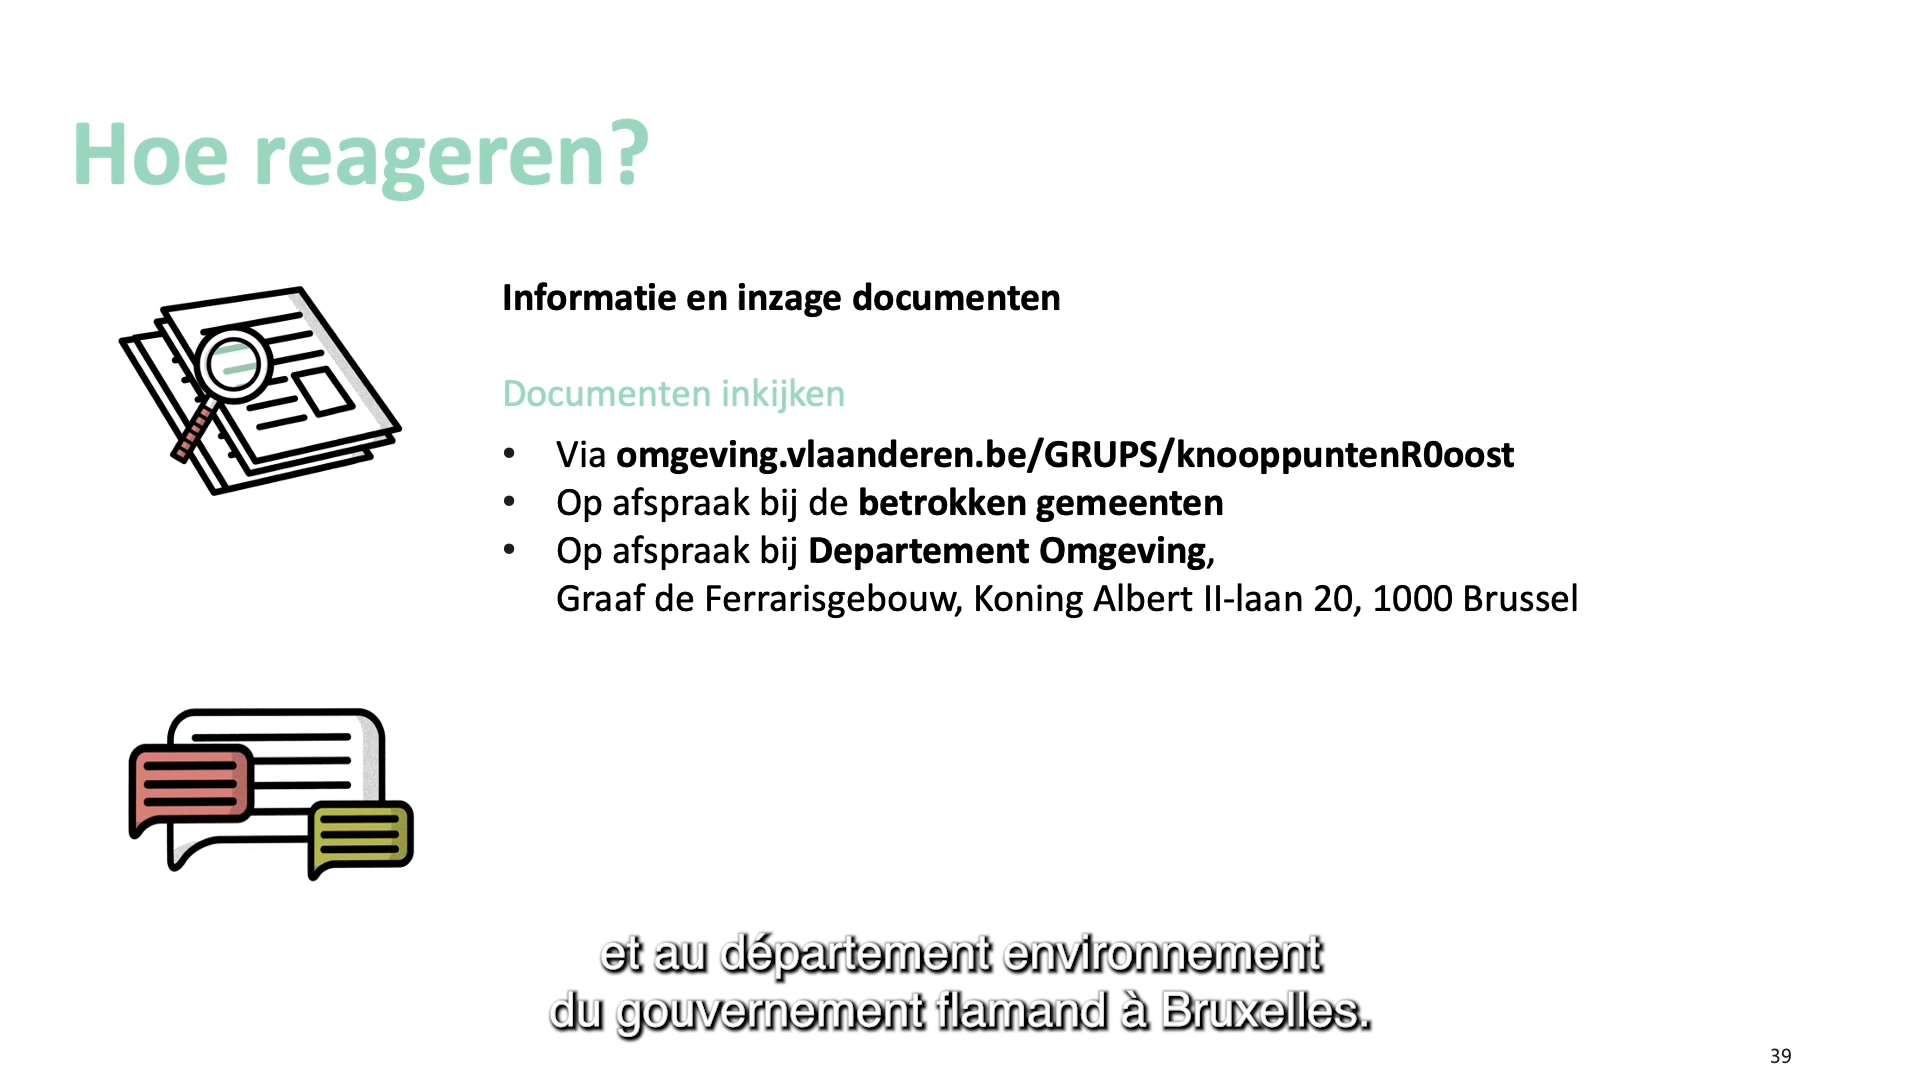 Hoe reageren?
Informatie en inzage documenten
Documenten inkijken
• Via omgeving.vlaanderen.be/GRUPS/knooppuntenR0oost
• Op afspraak bij de betrokken gemeenten
• Op afspraak bij Departement Omgeving,
Graaf de Ferrarisgebouw, Koning Albert II-laan 20, 1000 Brussel
et au département environnement
du gouvernement flamand à Bruxelles.
39